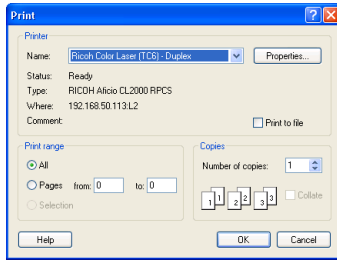 Print
Printer
Name: Ricoh Color Laser (TC6) - Duplex Properties...
Status: Ready
Type: RICOH Aficio CL2000 RPCS
Where: 192.168.50.113:L2
Comment: Print to file
Print range
All
Pages from: 0 to: 0
Selection
Copies
Number of copies: 1
1 1 2 2 3 3 Collate
Help OK Cancel